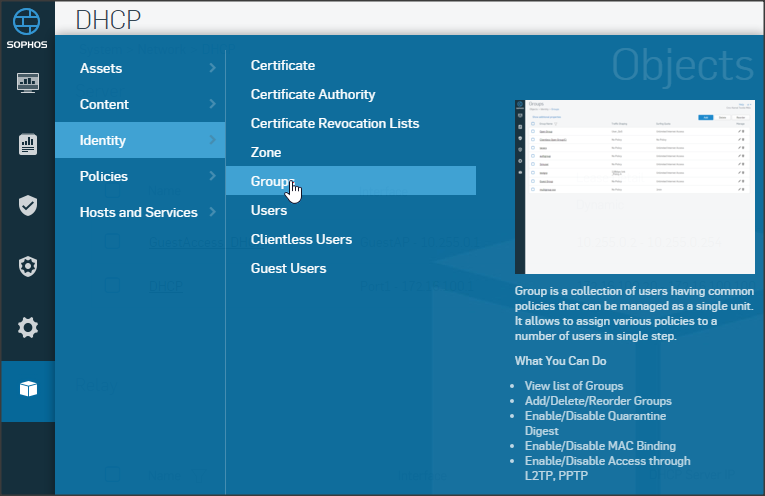 DHCP
SOPHOS
Objects
Assets
Content
Identity
Policies
Hosts and Services
Certificate
Certificate Authority
Certificate Revocation Lists
Zone
Groups
Users
Clientless Users
Guest Users
Groups
Group is a collection of users having common
policies that can be managed as a single unit.
It allows to assign various policies to a
number of users in single step.
What You Can Do
• View list of Groups
• Add/Delete/Reorder Groups
• Enable/Disable Quarantine
Digest
• Enable/Disable MAC Binding
• Enable/Disable Access through
L2TP, PPTP
DHCP